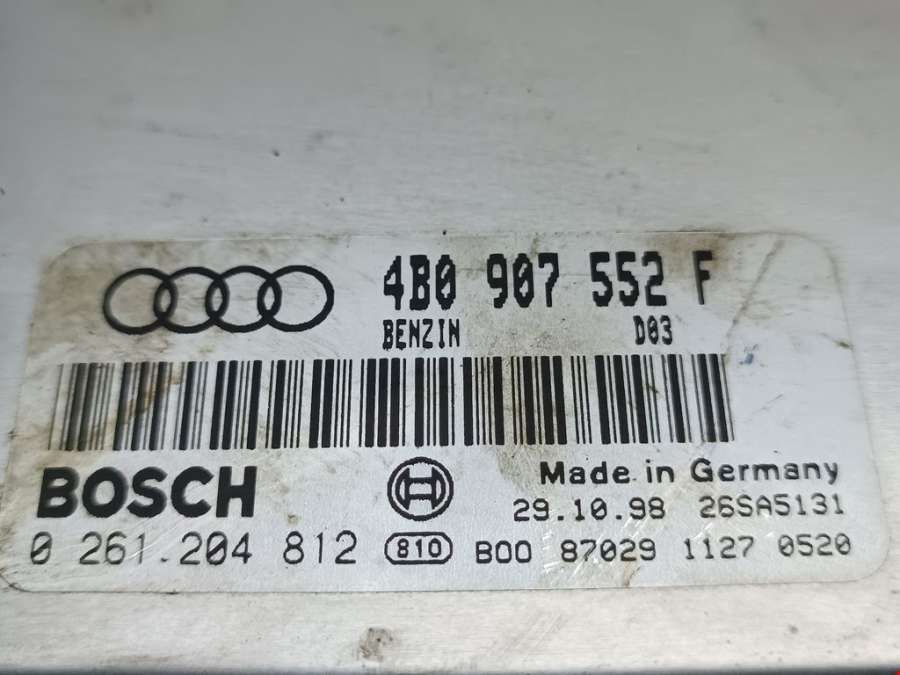 4B0 907 552 F
BENZIN D03
BOSCH
Made in Germany
29.10.98 26SA5131
0 261.204 812 810 B00 87029 1127 0520